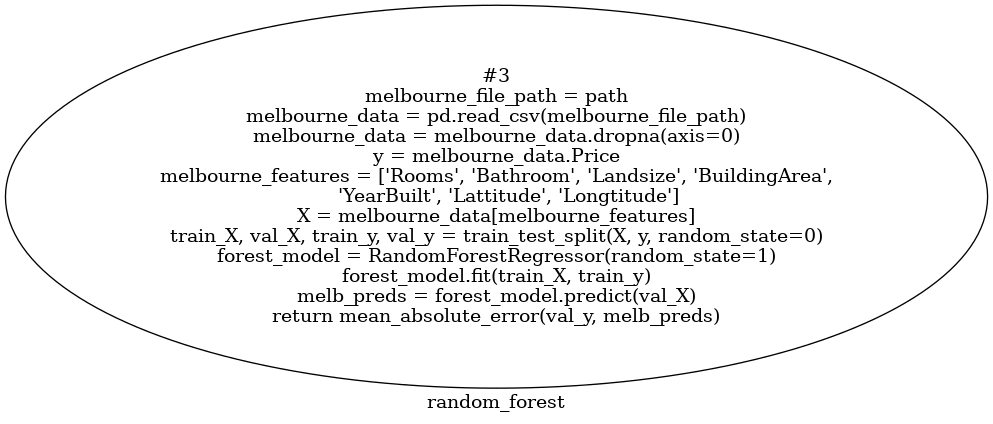 #3
melbourne_file_path = path
melbourne_data = pd.read_csv(melbourne_file_path)
melbourne_data = melbourne_data.dropna(axis=0)
y = melbourne_data.Price
melbourne_features = ['Rooms', 'Bathroom', 'Landsize', 'BuildingArea',
'YearBuilt', 'Lattitude', 'Longtitude']
X = melbourne_data[melbourne_features]
train_X, val_X, train_y, val_y = train_test_split(X, y, random_state=0)
forest_model = RandomForestRegressor(random_state=1)
forest_model.fit(train_X, train_y)
melb_preds = forest_model.predict(val_X)
return mean_absolute_error(val_y, melb_preds)
random_forest